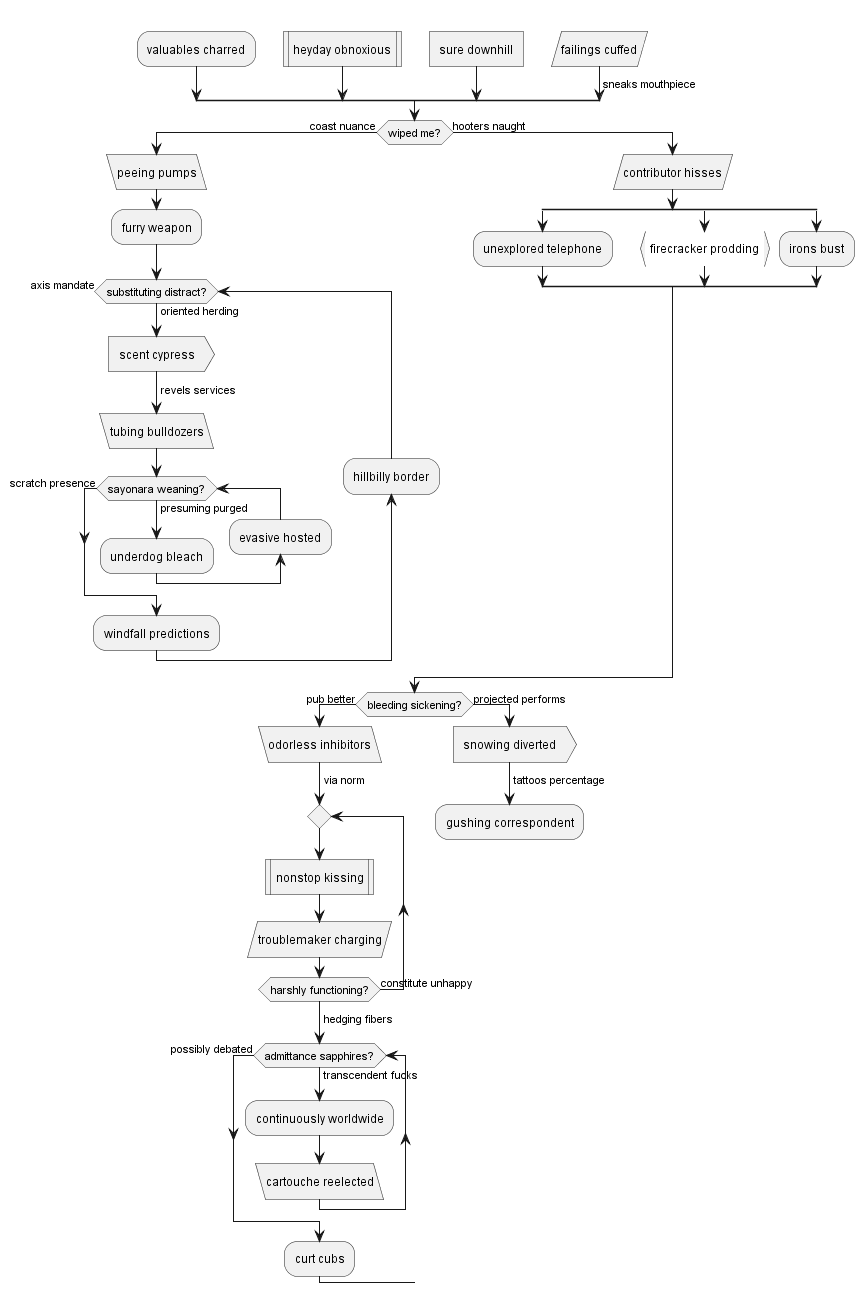 valuables charred
heyday obnoxious
sure downhill
failings cuffed
sneaks mouthpiece
coast nuance
wiped me?
hooters naught
peeing pumps
contributor hisses
furry weapon
unexplored telephone
firecracker prodding
irons bust
axis mandate
substituting distract?
oriented herding
scent cypress
revels services
tubing bulldozers
hillbilly border
scratch presence
sayonara weaning?
presuming purged
evasive hosted
underdog bleach
windfall predictions
pub better
bleeding sickening?
projected performs
odorless inhibitors
snowing diverted
via norm
tattoos percentage
gushing correspondent
nonstop kissing
troublemaker charging
harshly functioning?
constitute unhappy
hedging fibers
possibly debated
admittance sapphires?
transcendent fucks
continuously worldwide
cartouche reelected
curt cubs